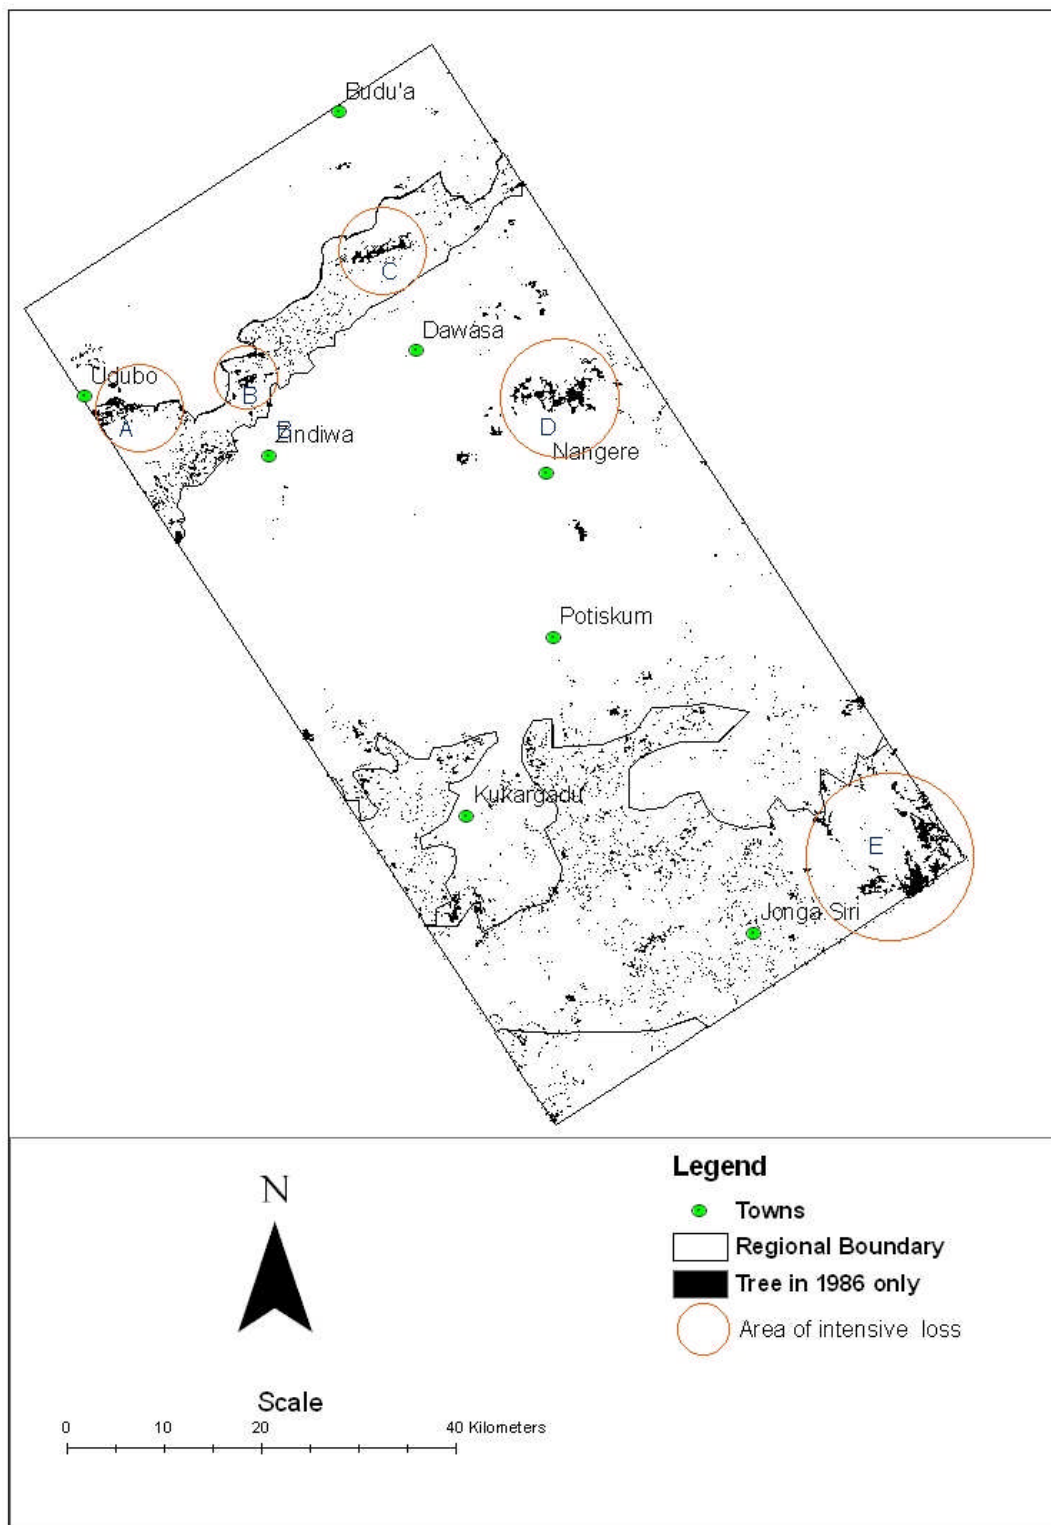 Budu'a
C
Dawasa
Udubo
B
A
B
Zindiwa
D
Nangere
Potiskum
Kukargadu
E
Jonga Siri
N
Scale
0 10 20 40 Kilometers
Legend
Towns
Regional Boundary
Tree in 1986 only
Area of intensive loss